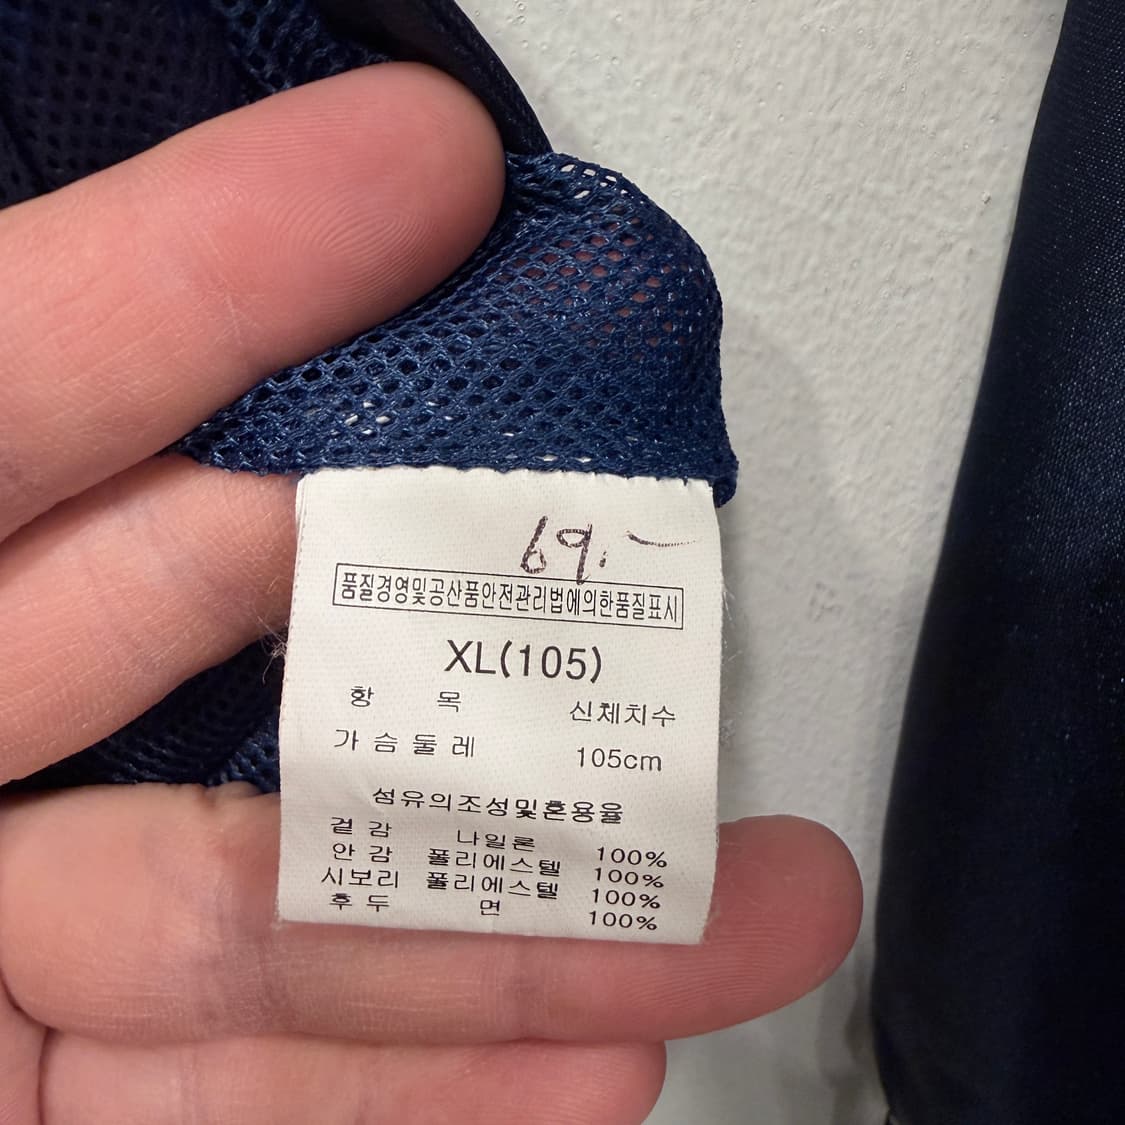 69.-
품질경영및공산품안전관리법에의한품질표시
XL(105)
항 목 신체치수
가슴둘레 105cm
섬유의조성및혼용율
겉감 나일론 100%
안감 폴리에스텔 100%
시보리 폴리에스텔 100%
후두 면 100%